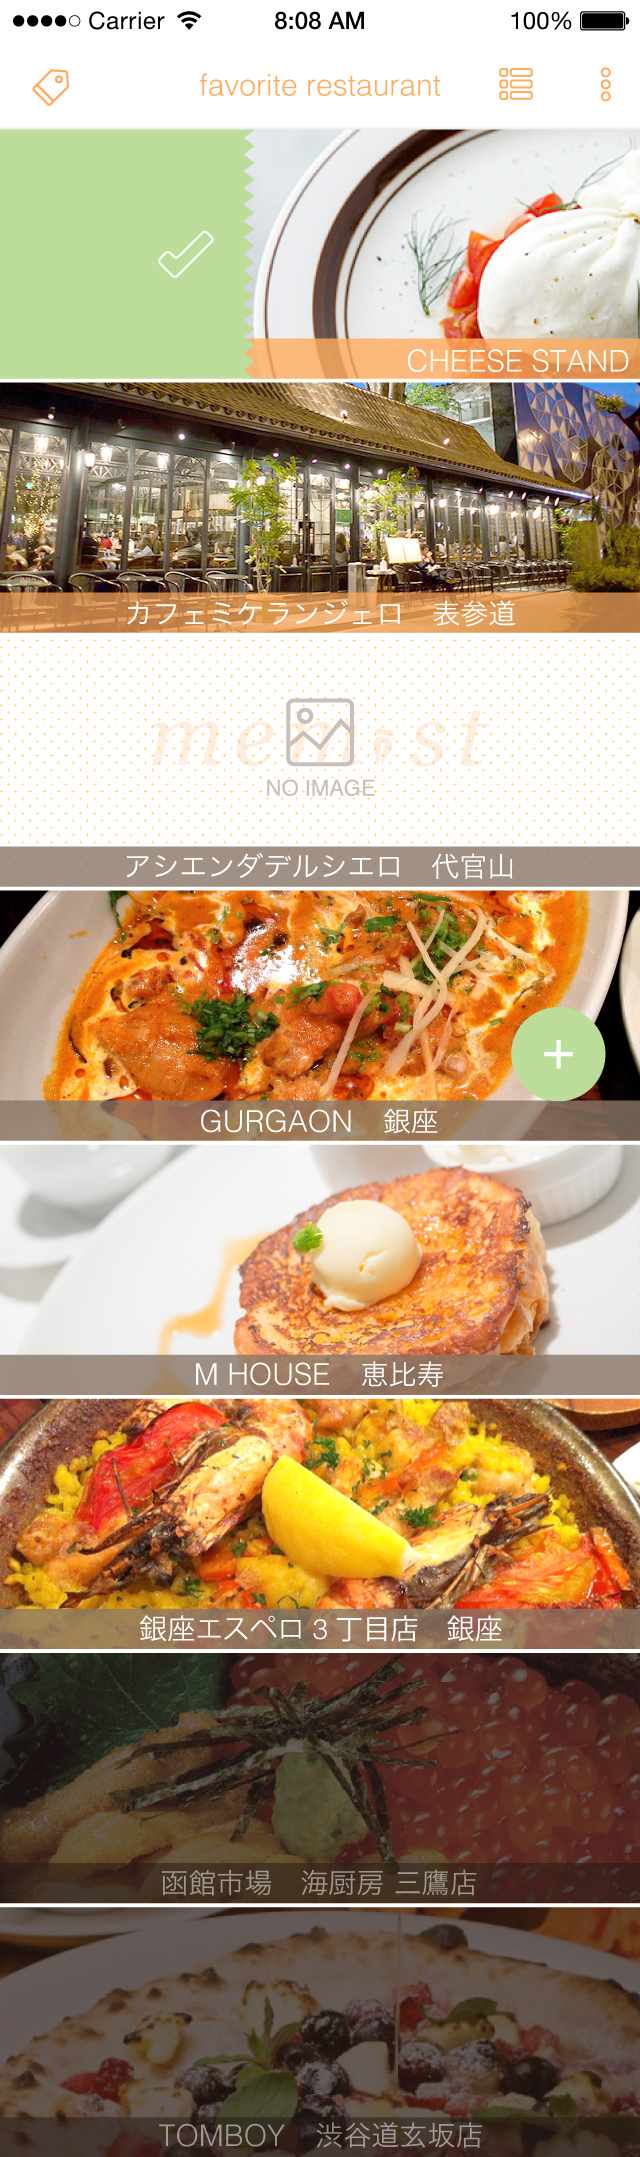 Carrier 8:08 AM 100%
favorite restaurant
CHEESE STAND
カフェミケランジェロ　表参道
memist
NO IMAGE
アシエンダデルシエロ　代官山
GURGAON　銀座
M HOUSE　恵比寿
銀座エスペロ３丁目店　銀座
函館市場　海厨房 三鷹店
TOMBOY　渋谷道玄坂店